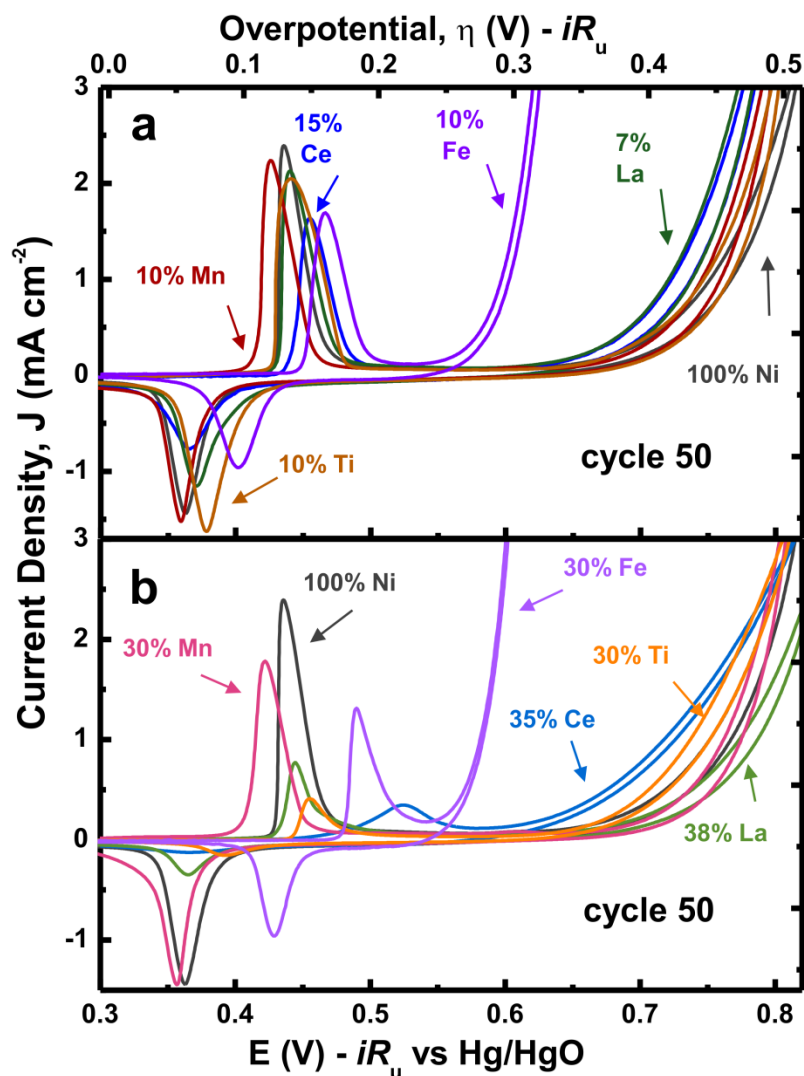 Overpotential, η (V) - iRu
0.0 0.1 0.2 0.3 0.4 0.5
3
a
15%
Ce
10%
Fe
7%
La
2
10% Mn
1
0
100% Ni
-1
10% Ti
cycle 50
Current Density, J (mA cm-2)
3
b
100% Ni
30% Fe
2
30% Mn
30% Ti
35% Ce
1
0
38% La
cycle 50
-1
0.3 0.4 0.5 0.6 0.7 0.8
E (V) - iRu vs Hg/HgO